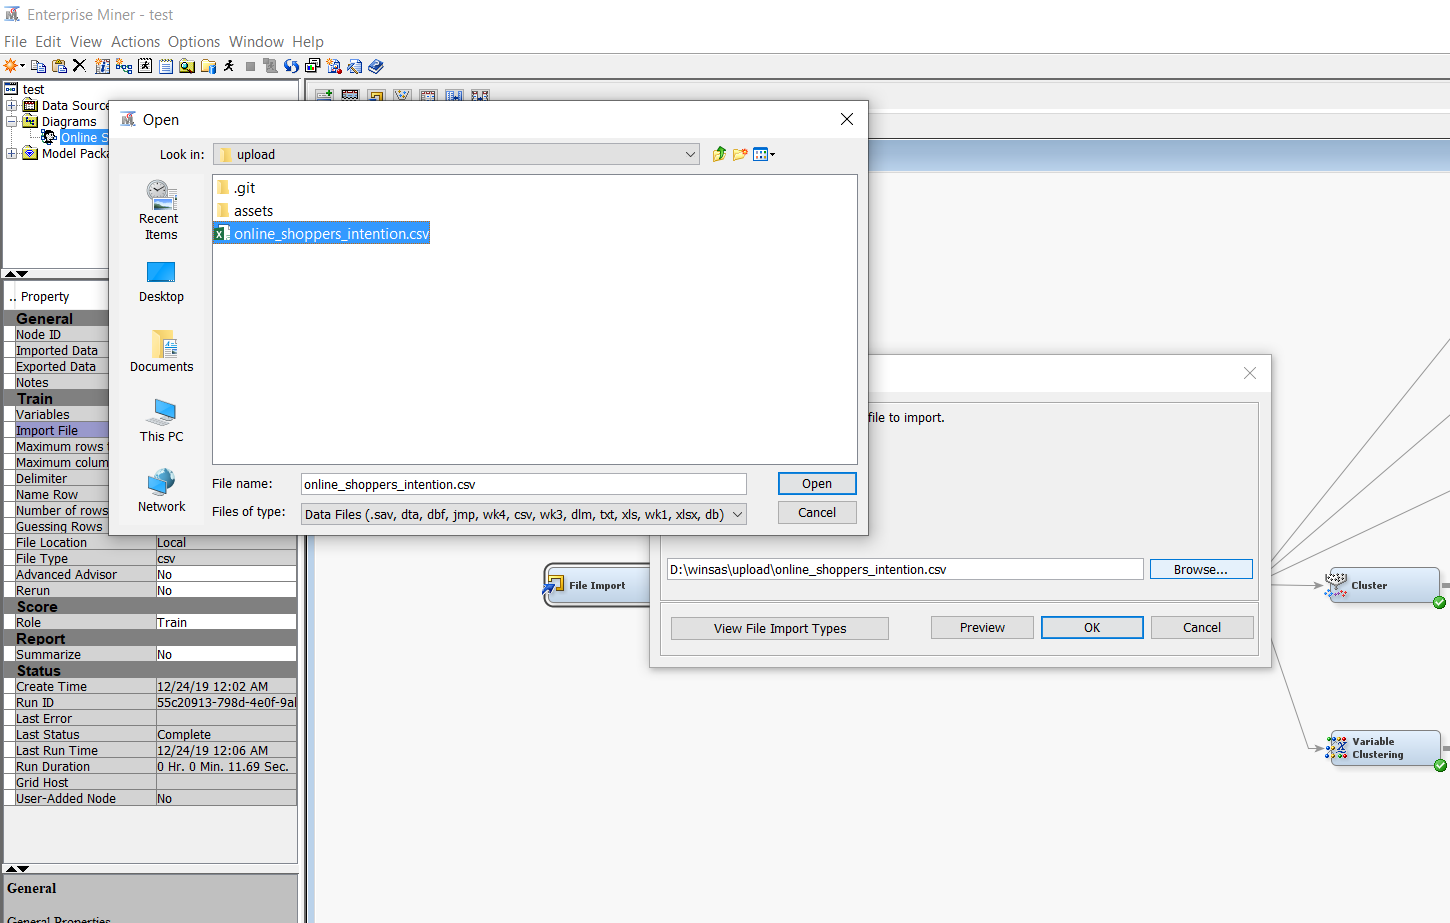 Enterprise Miner - test
File Edit View Actions Options Window Help
test
Data Source
Diagrams
Online S
Model Packa
.. Property
General
Node ID
Imported Data
Exported Data
Notes
Train
Variables
Import File
Maximum rows
Maximum colum
Delimiter
Name Row
Number of rows
Guessing Rows
File Location Local
File Type csv
Advanced Advisor No
Rerun No
Score
Role Train
Report
Summarize No
Status
Create Time 12/24/19 12:02 AM
Run ID 55c20913-798d-4e0f-9al
Last Error
Last Status Complete
Last Run Time 12/24/19 12:06 AM
Run Duration 0 Hr. 0 Min. 11.69 Sec.
Grid Host
User-Added Node No
General
General Properties
Open
Look in: upload
Recent
Items
Desktop
Documents
This PC
Network
.git
assets
online_shoppers_intention.csv
File name: online_shoppers_intention.csv Open
Files of type: Data Files (.sav, dta, dbf, jmp, wk4, csv, wk3, dlm, txt, xls, wk1, xlsx, db) Cancel
file to import.
D:\winsas\upload\online_shoppers_intention.csv Browse...
View File Import Types Preview OK Cancel
File Import
Cluster
Variable
Clustering